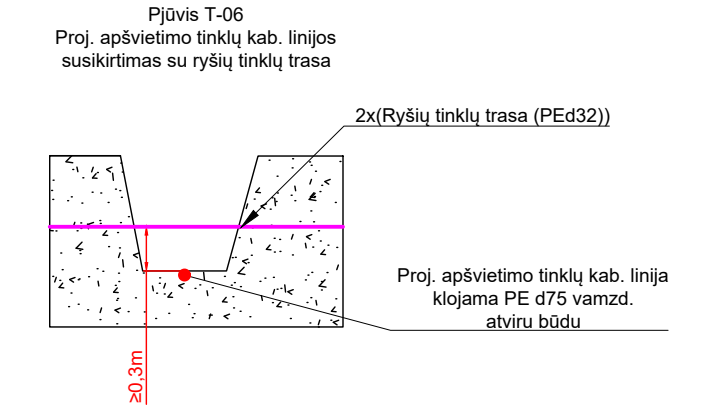 Pjūvis T-06
Proj. apšvietimo tinklų kab. linijos
susikirtimas su ryšių tinklų trasa
2x(Ryšių tinklų trasa (PEd32))
Proj. apšvietimo tinklų kab. linija
klojama PE d75 vamzd.
atviru būdu
≥0,3m